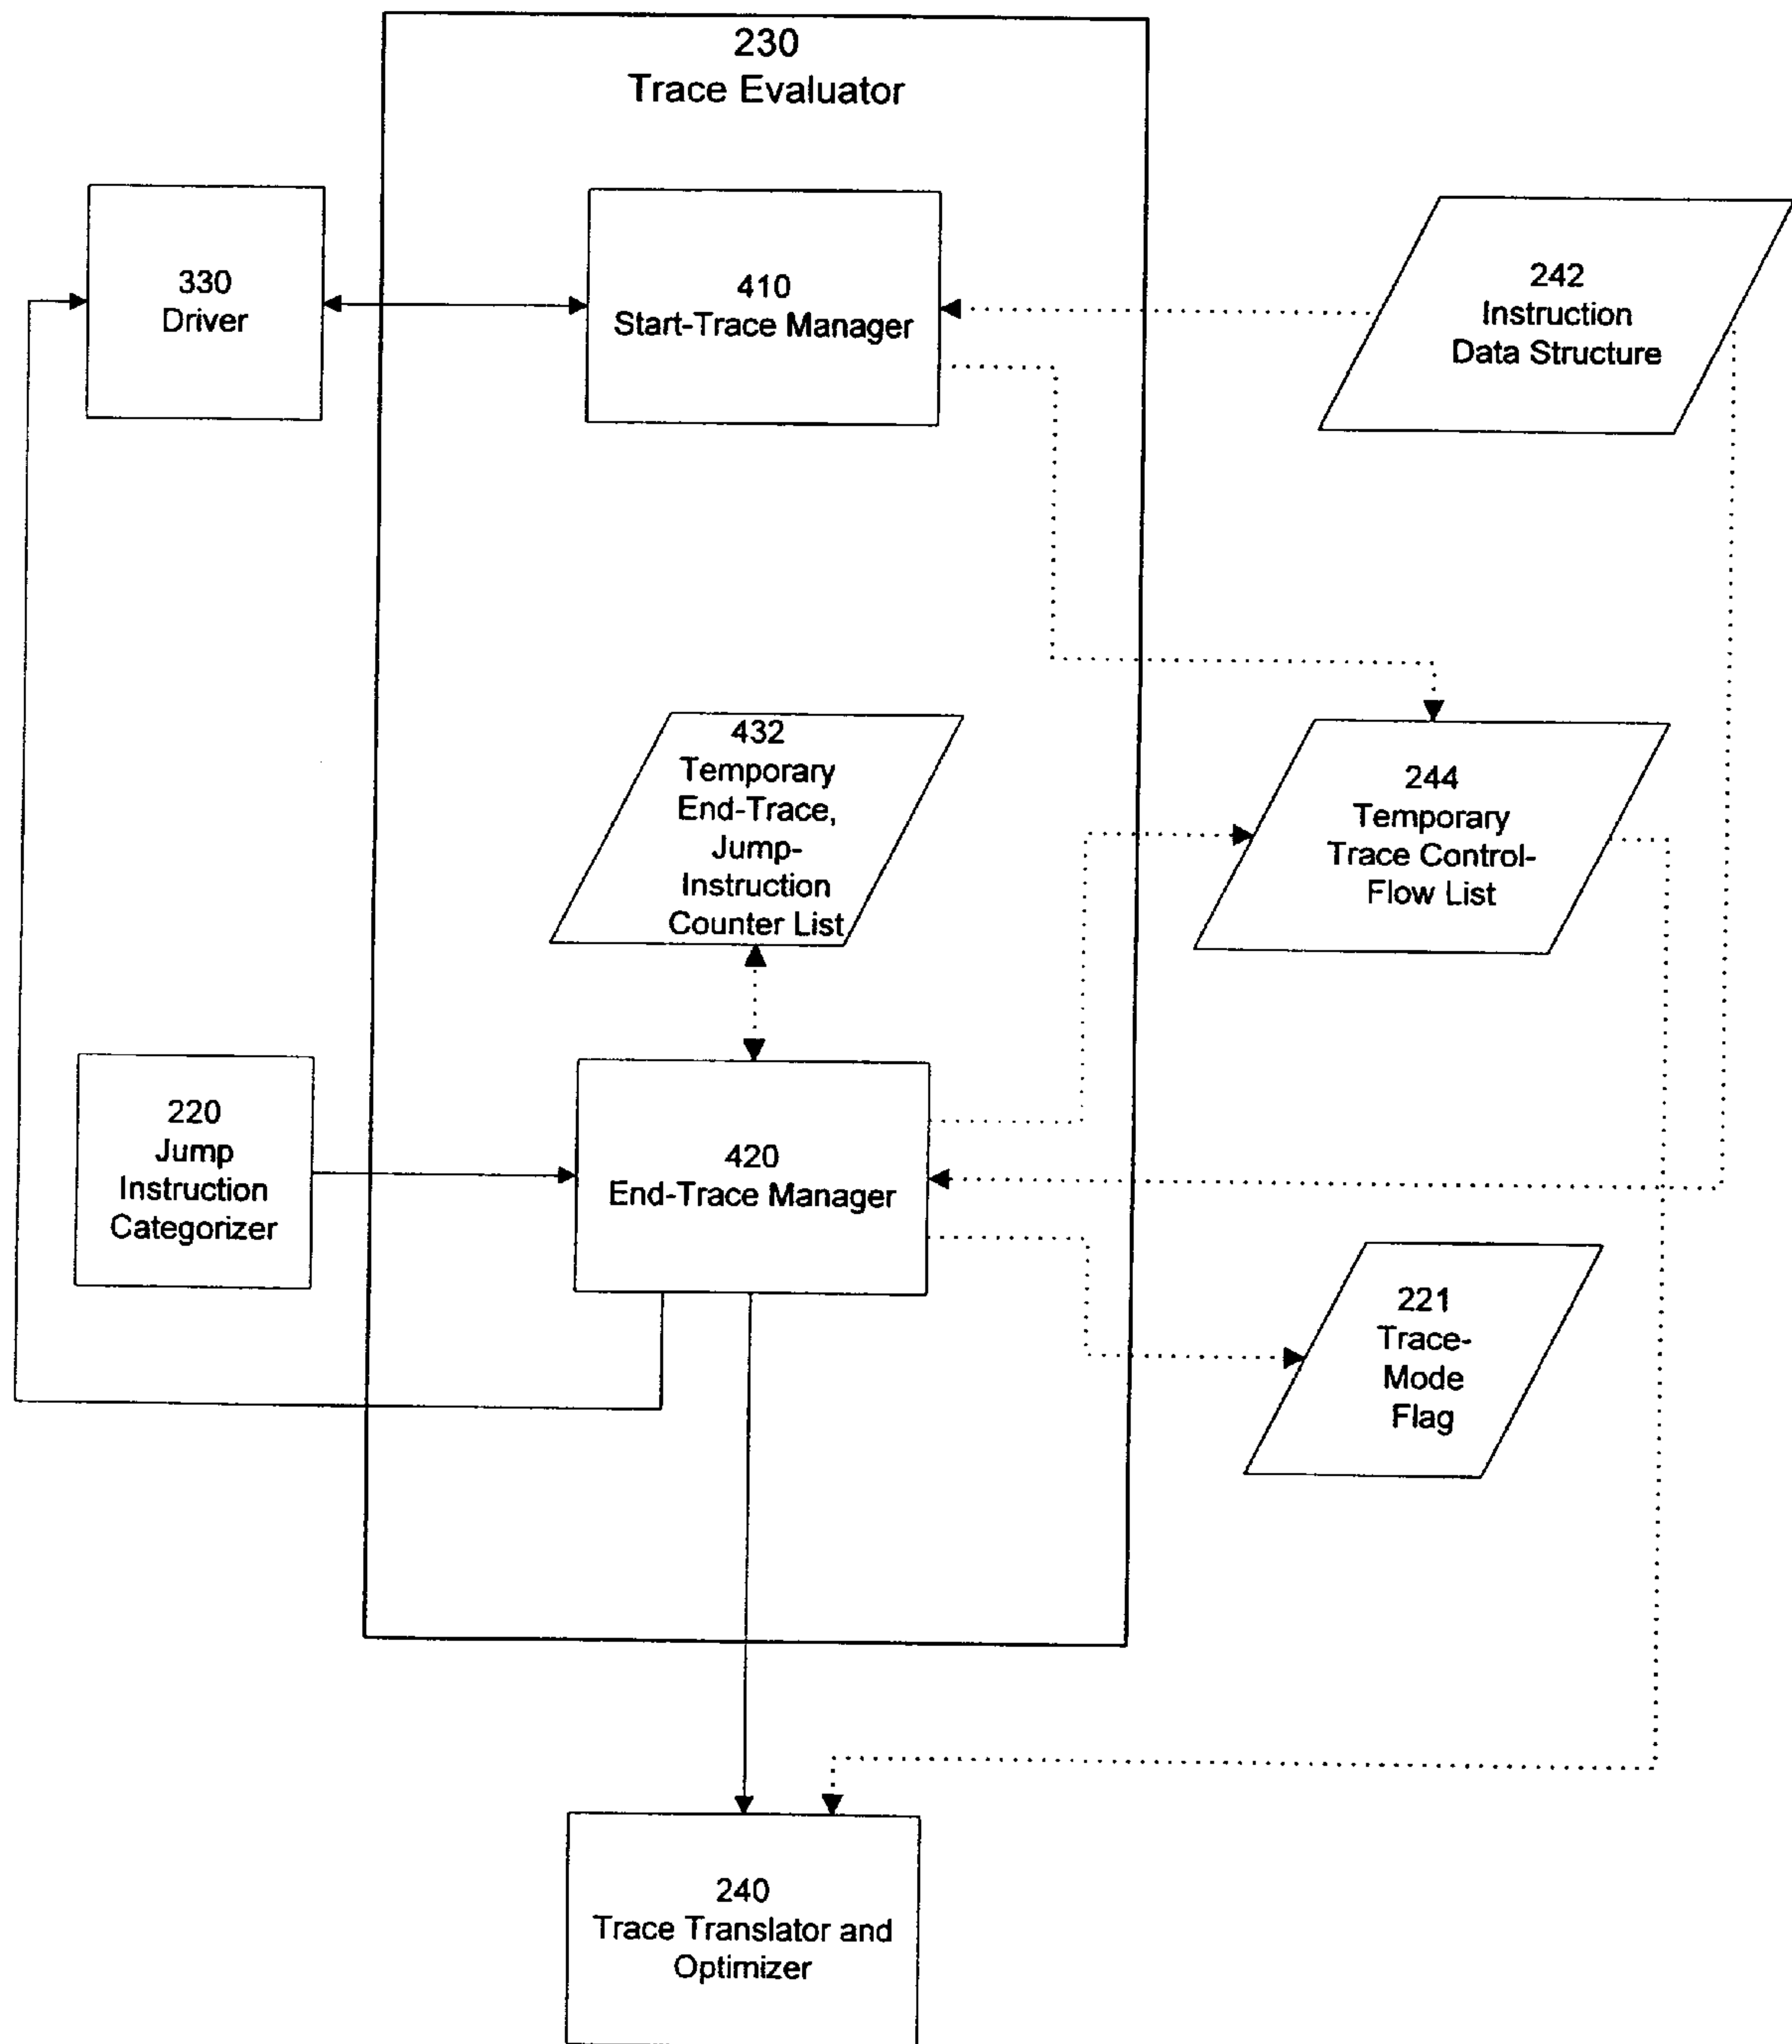 230
Trace Evaluator
330
Driver
410
Start-Trace Manager
242
Instruction
Data Structure
432
Temporary
End-Trace,
Jump-
Instruction
Counter List
244
Temporary
Trace Control-
Flow List
220
Jump
Instruction
Categorizer
420
End-Trace Manager
221
Trace-
Mode
Flag
240
Trace Translator and
Optimizer